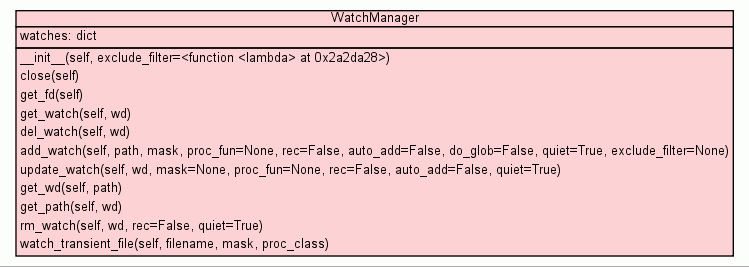 WatchManager
watches: dict
__init__(self, exclude_filter=<function <lambda> at 0x2a2da28>)
close(self)
get_fd(self)
get_watch(self, wd)
del_watch(self, wd)
add_watch(self, path, mask, proc_fun=None, rec=False, auto_add=False, do_glob=False, quiet=True, exclude_filter=None)
update_watch(self, wd, mask=None, proc_fun=None, rec=False, auto_add=False, quiet=True)
get_wd(self, path)
get_path(self, wd)
rm_watch(self, wd, rec=False, quiet=True)
watch_transient_file(self, filename, mask, proc_class)